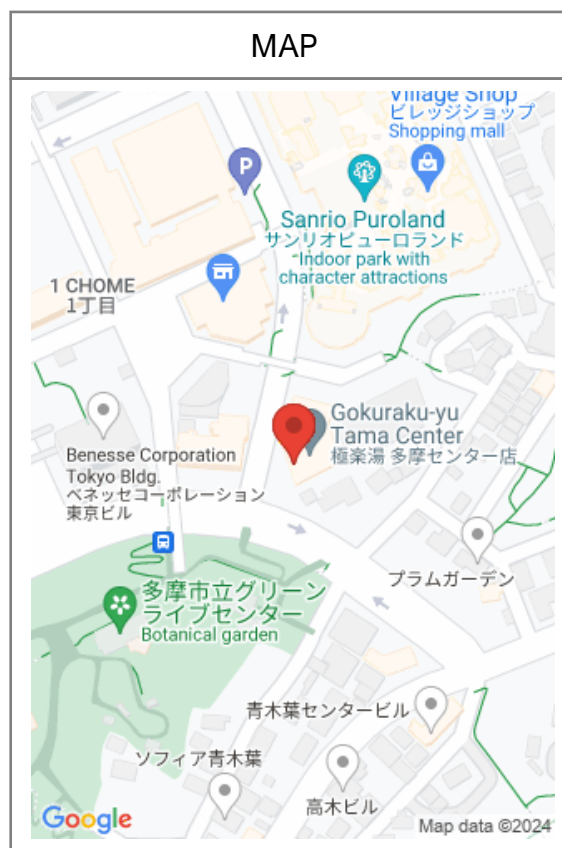 MAP
Village Shop
ビレッジショップ
Shopping mall
P
Sanrio Puroland
サンリオピューロランド
Indoor park with
character attractions
1 CHOME
1丁目
Gokuraku-yu
Tama Center
極楽湯 多摩センター店
Benesse Corporation
Tokyo Bldg.
ベネッセコーポレーション
東京ビル
プラムガーデン
多摩市立グリーン
ライブセンター
Botanical garden
青木葉センタービル
ソフィア青木葉
高木ビル
Google
Map data ©2024